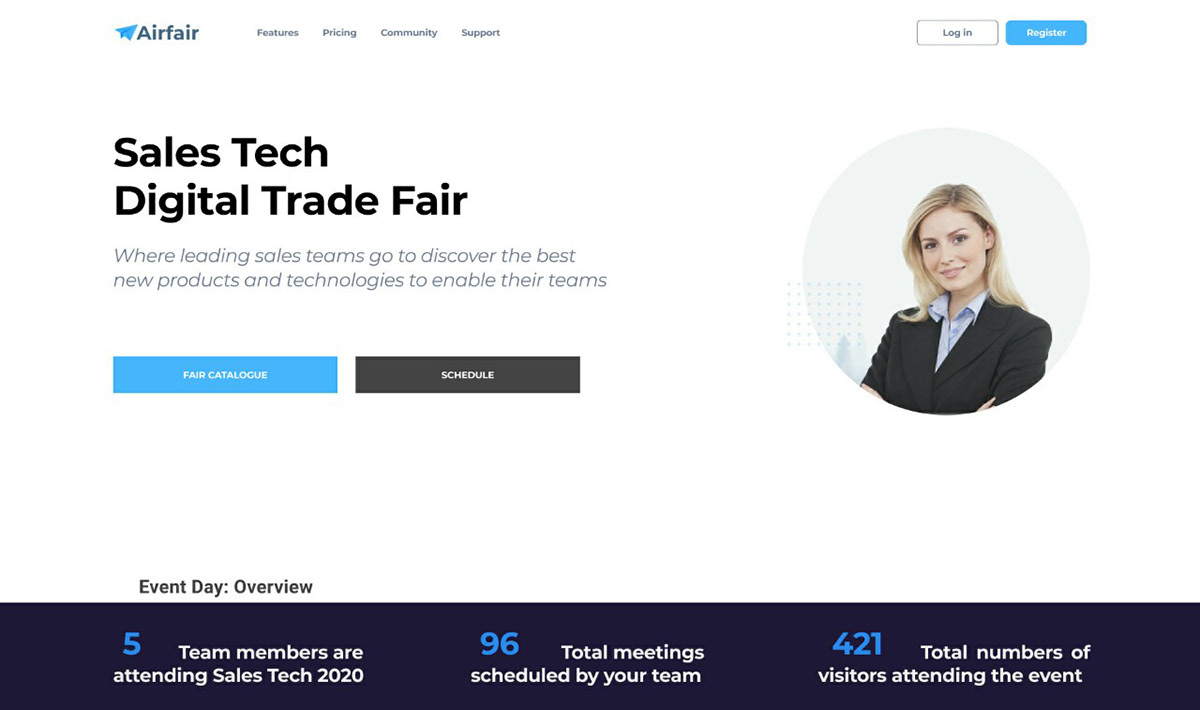 Airfair
Features Pricing Community Support
Log in Register
Sales Tech
Digital Trade Fair
Where leading sales teams go to discover the best
new products and technologies to enable their teams
FAIR CATALOGUE SCHEDULE
Event Day: Overview
5 Team members are
attending Sales Tech 2020
96 Total meetings
scheduled by your team
421 Total numbers of
visitors attending the event